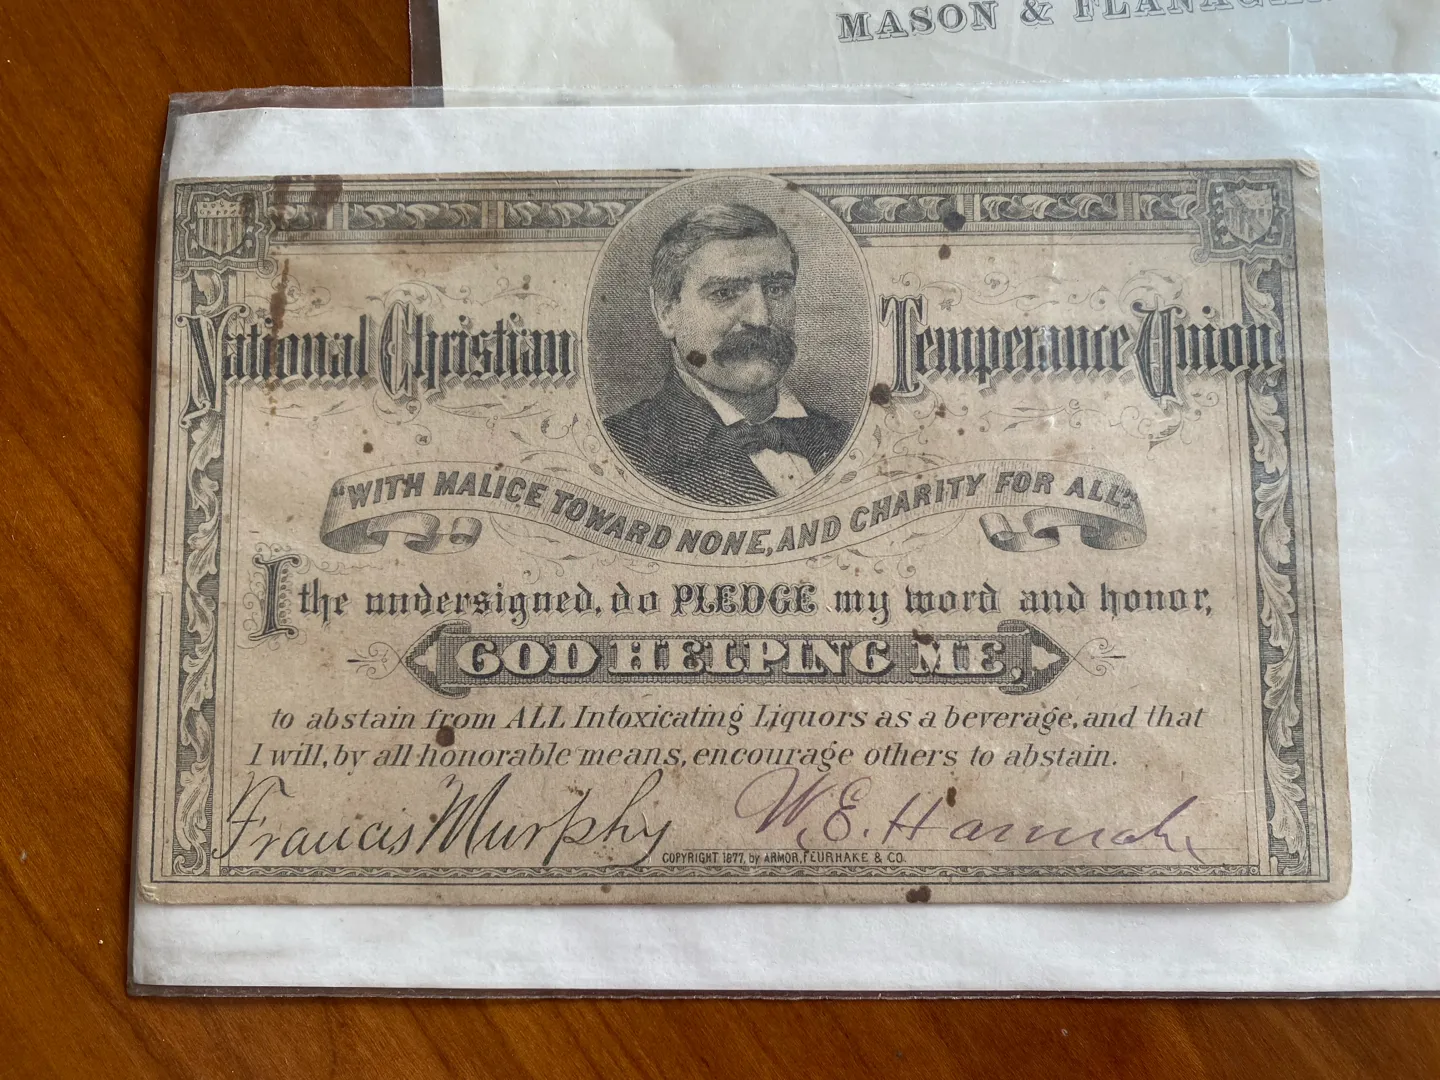 MASON & FLANAGAN
National Christian Temperance Union
"WITH MALICE TOWARD NONE, AND CHARITY FOR ALL"
I the undersigned, do PLEDGE my word and honor,
GOD HELPING ME,
to abstain from ALL Intoxicating Liquors as a beverage, and that
I will, by all honorable means, encourage others to abstain.
Francis Murphy W. E. Hannah
COPYRIGHT 1877, by ARMOR, FEURHAKE & CO.